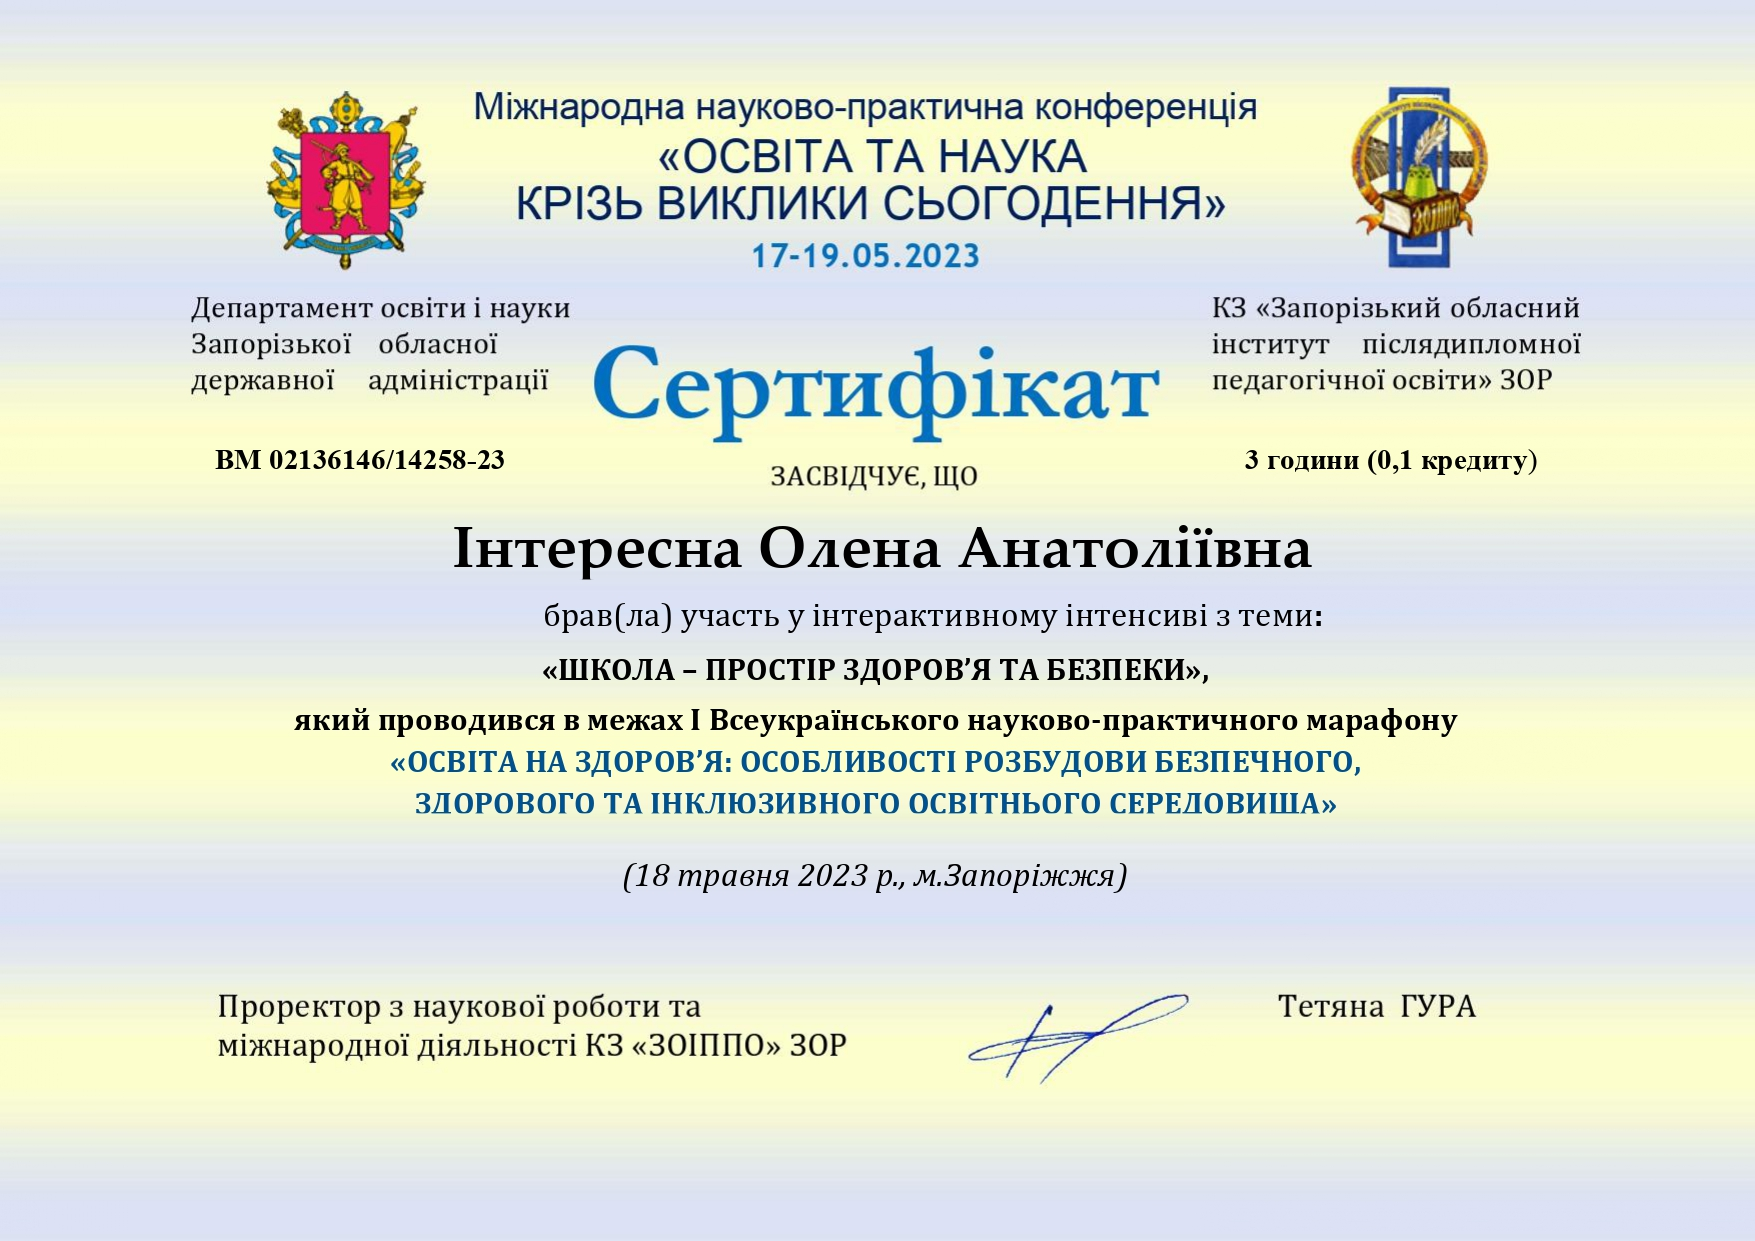 Міжнародна науково-практична конференція
«ОСВІТА ТА НАУКА
КРІЗЬ ВИКЛИКИ СЬОГОДЕННЯ»
17-19.05.2023
Департамент освіти і науки
Запорізької обласної
державної адміністрації
КЗ «Запорізький обласний
інститут післядипломної
педагогічної освіти» ЗОР
ЗОІППО
Сертифікат
ВМ 02136146/14258-23
3 години (0,1 кредиту)
ЗАСВІДЧУЄ, ЩО
Інтересна Олена Анатоліївна
брав(ла) участь у інтерактивному інтенсиві з теми:
«ШКОЛА – ПРОСТІР ЗДОРОВ’Я ТА БЕЗПЕКИ»,
який проводився в межах І Всеукраїнського науково-практичного марафону
«ОСВІТА НА ЗДОРОВ’Я: ОСОБЛИВОСТІ РОЗБУДОВИ БЕЗПЕЧНОГО,
ЗДОРОВОГО ТА ІНКЛЮЗИВНОГО ОСВІТНЬОГО СЕРЕДОВИЩА»
(18 травня 2023 р., м.Запоріжжя)
Проректор з наукової роботи та
міжнародної діяльності КЗ «ЗОІППО» ЗОР
Тетяна ГУРА